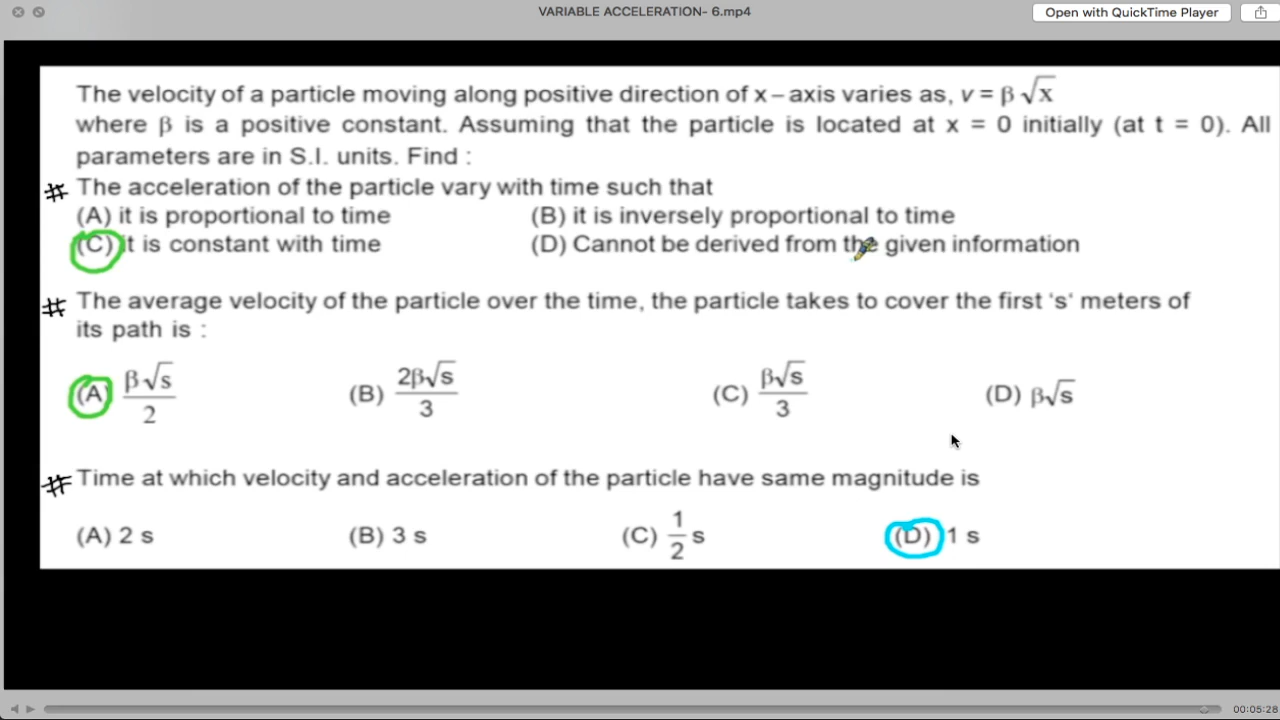 VARIABLE ACCELERATION- 6.mp4
Open with QuickTime Player
The velocity of a particle moving along positive direction of x – axis varies as, v = β √x
where β is a positive constant. Assuming that the particle is located at x = 0 initially (at t = 0). All
parameters are in S.I. units. Find :
# The acceleration of the particle vary with time such that
(A) it is proportional to time (B) it is inversely proportional to time
(C) it is constant with time (D) Cannot be derived from the given information
# The average velocity of the particle over the time, the particle takes to cover the first 's' meters of
its path is :
(A) β√s/2 (B) 2β√s/3 (C) β√s/3 (D) β√s
# Time at which velocity and acceleration of the particle have same magnitude is
(A) 2 s (B) 3 s (C) 1/2 s (D) 1 s
00:05:28